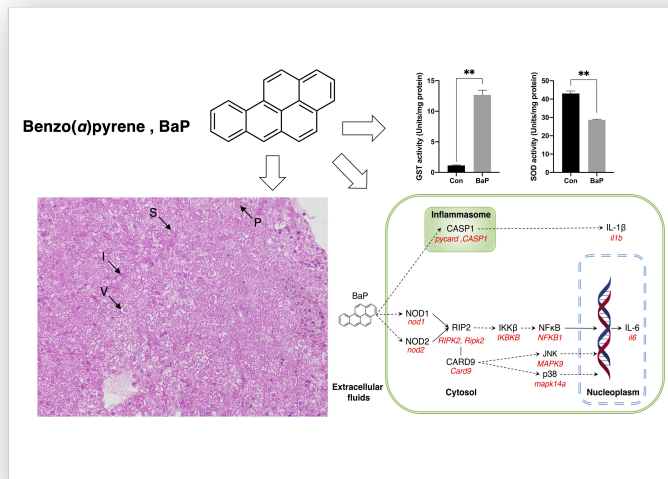 Benzo(a)pyrene , BaP
GST activity (Units/mg protein)
15
10
5
0
**
Con
BaP
SOD activity (Units/mg protein)
50
40
30
20
10
0
**
Con
BaP
S
P
I
V
Inflammasome
CASP1
pycard ,CASP1
IL-1β
il1b
BaP
NOD1
nod1
NOD2
nod2
RIP2
RIPK2, Ripk2
CARD9
Card9
IKKβ
IKBKB
NFκB
NFKB1
JNK
MAPK9
p38
mapk14a
IL-6
il6
Extracellular
fluids
Cytosol
Nucleoplasm